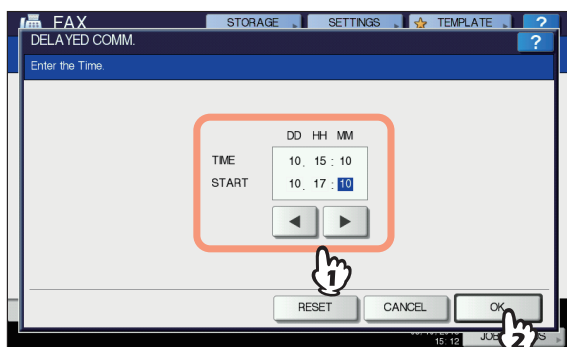 FAX STORAGE SETTINGS TEMPLATE ?
DELAYED COMM. ?
Enter the Time.
DD HH MM
TIME 10. 15 : 10
START 10. 17 : 10
1
RESET CANCEL OK
15:12
2